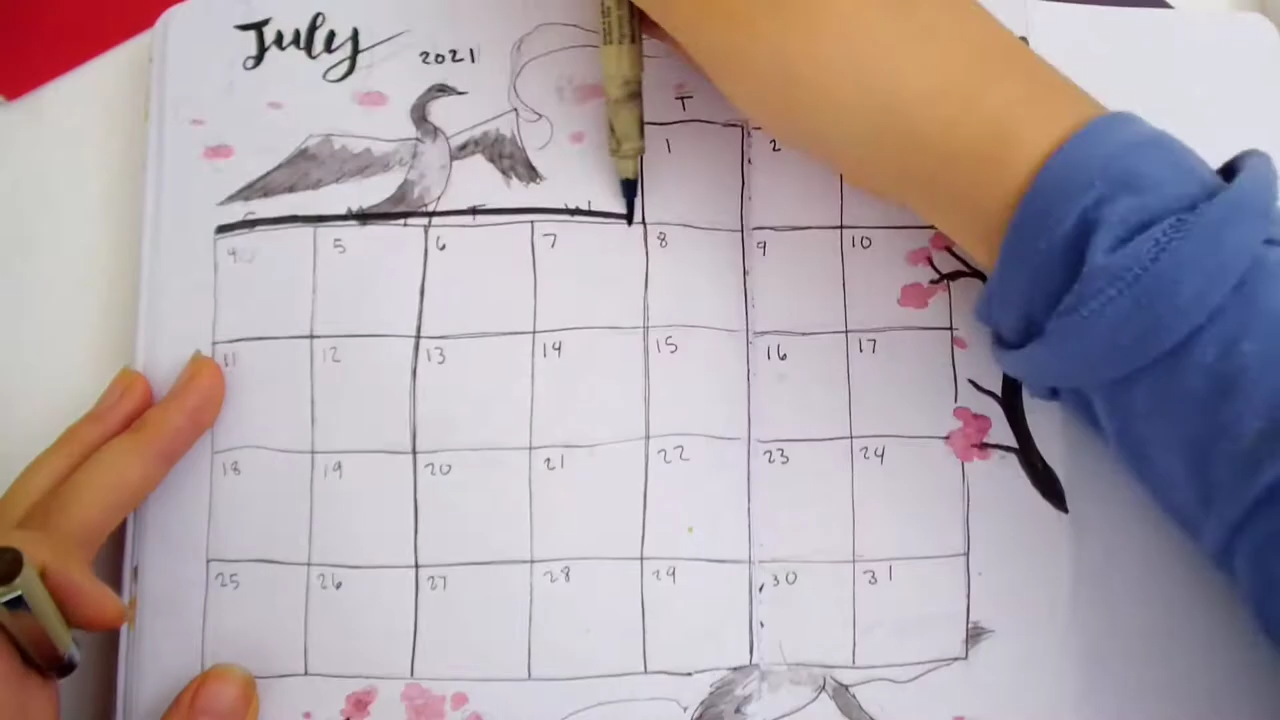 July
2021
T
1 2
S M T W
4 5 6 7 8 9 10
11 12 13 14 15 16 17
18 19 20 21 22 23 24
25 26 27 28 29 30 31